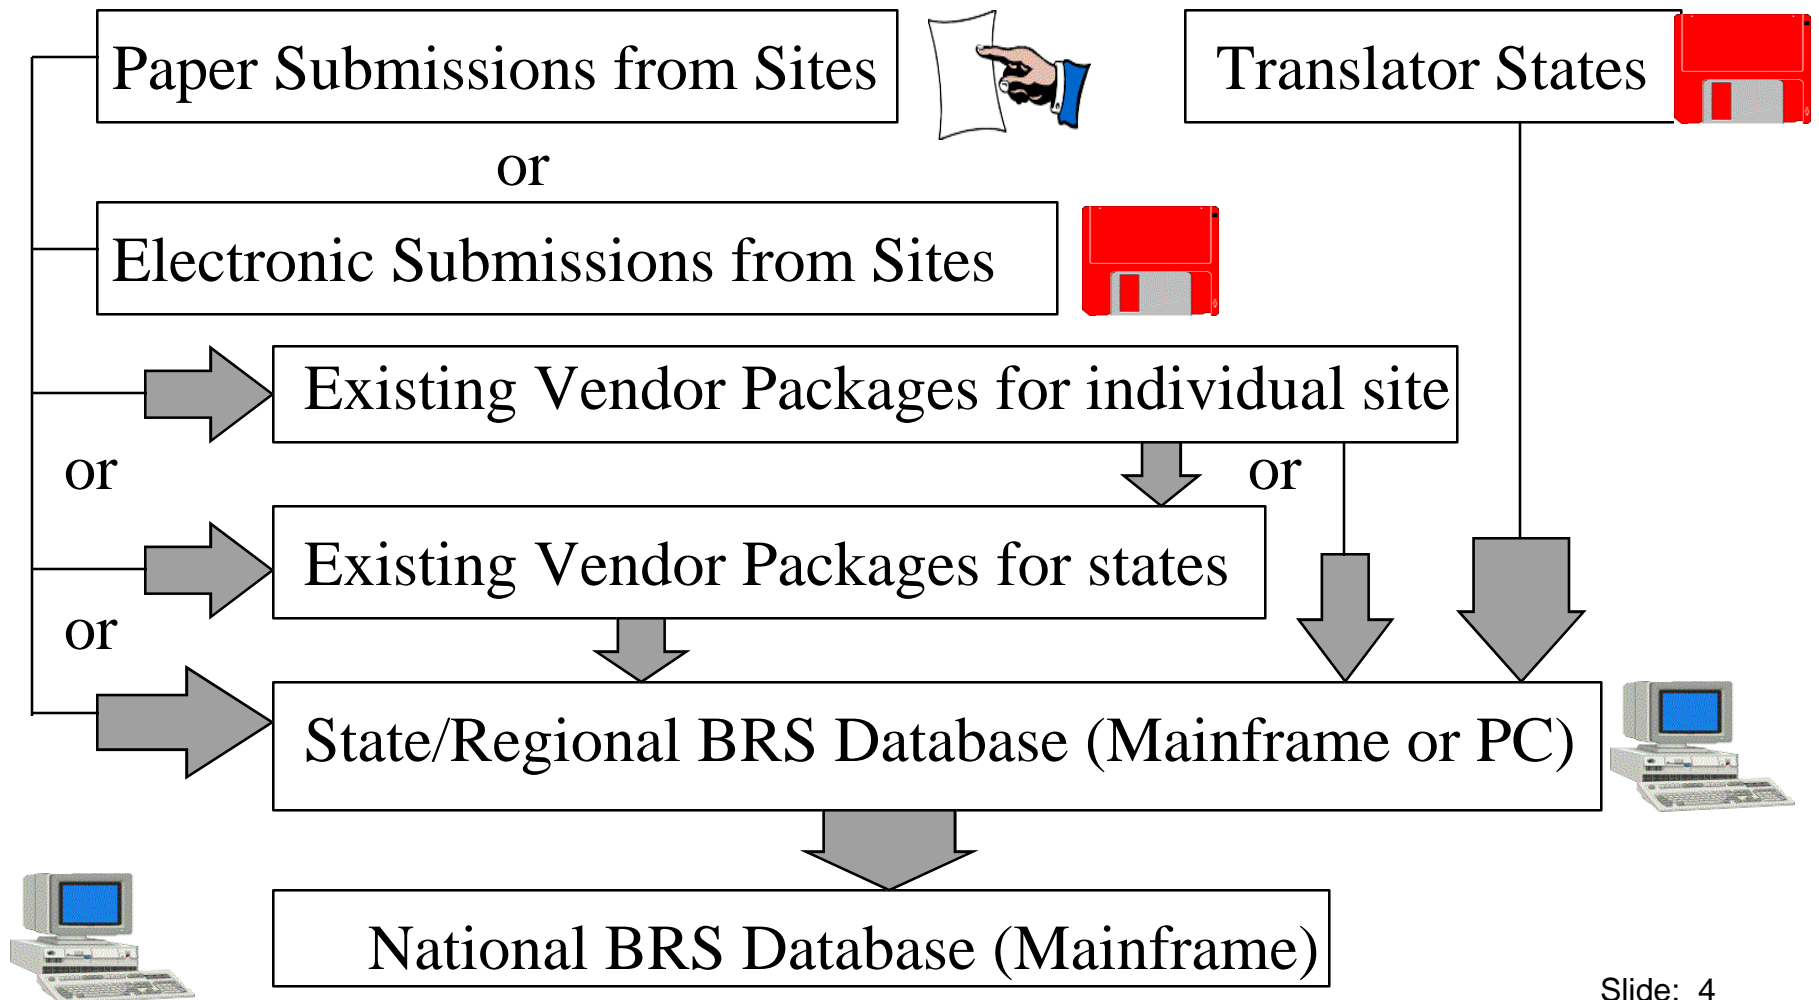 Paper Submissions from Sites
Translator States
or
Electronic Submissions from Sites
Existing Vendor Packages for individual site
or
or
Existing Vendor Packages for states
or
State/Regional BRS Database (Mainframe or PC)
National BRS Database (Mainframe)
Slide: 4